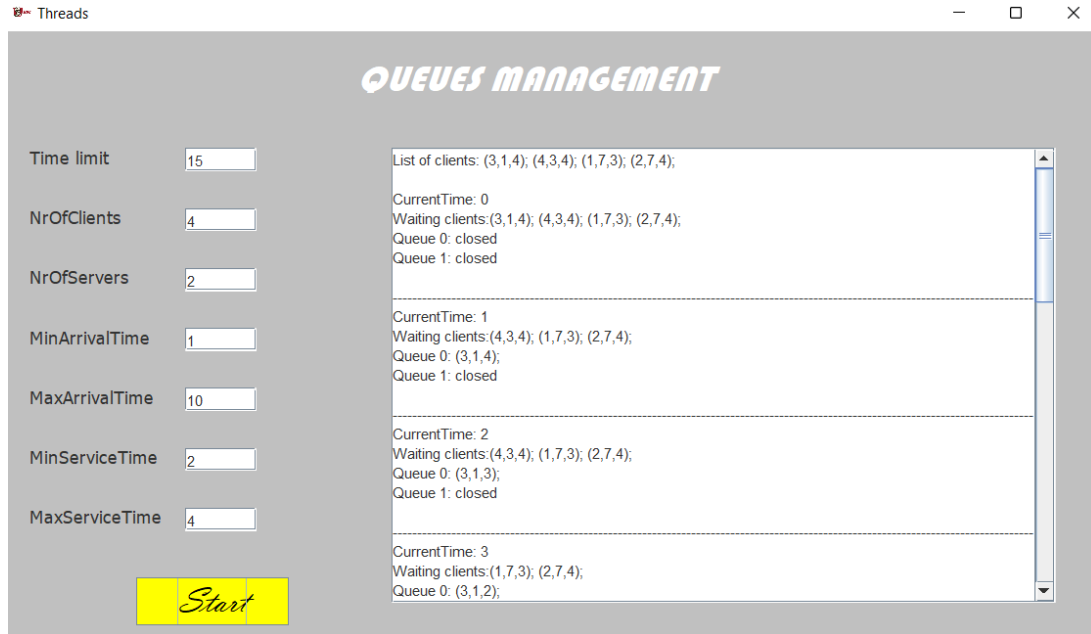 Threads
QUEUES MANAGEMENT
Time limit 15
NrOfClients 4
NrOfServers 2
MinArrivalTime 1
MaxArrivalTime 10
MinServiceTime 2
MaxServiceTime 4
Start
List of clients: (3,1,4); (4,3,4); (1,7,3); (2,7,4);
CurrentTime: 0
Waiting clients:(3,1,4); (4,3,4); (1,7,3); (2,7,4);
Queue 0: closed
Queue 1: closed
CurrentTime: 1
Waiting clients:(4,3,4); (1,7,3); (2,7,4);
Queue 0: (3,1,4);
Queue 1: closed
CurrentTime: 2
Waiting clients:(4,3,4); (1,7,3); (2,7,4);
Queue 0: (3,1,3);
Queue 1: closed
CurrentTime: 3
Waiting clients:(1,7,3); (2,7,4);
Queue 0: (3,1,2);